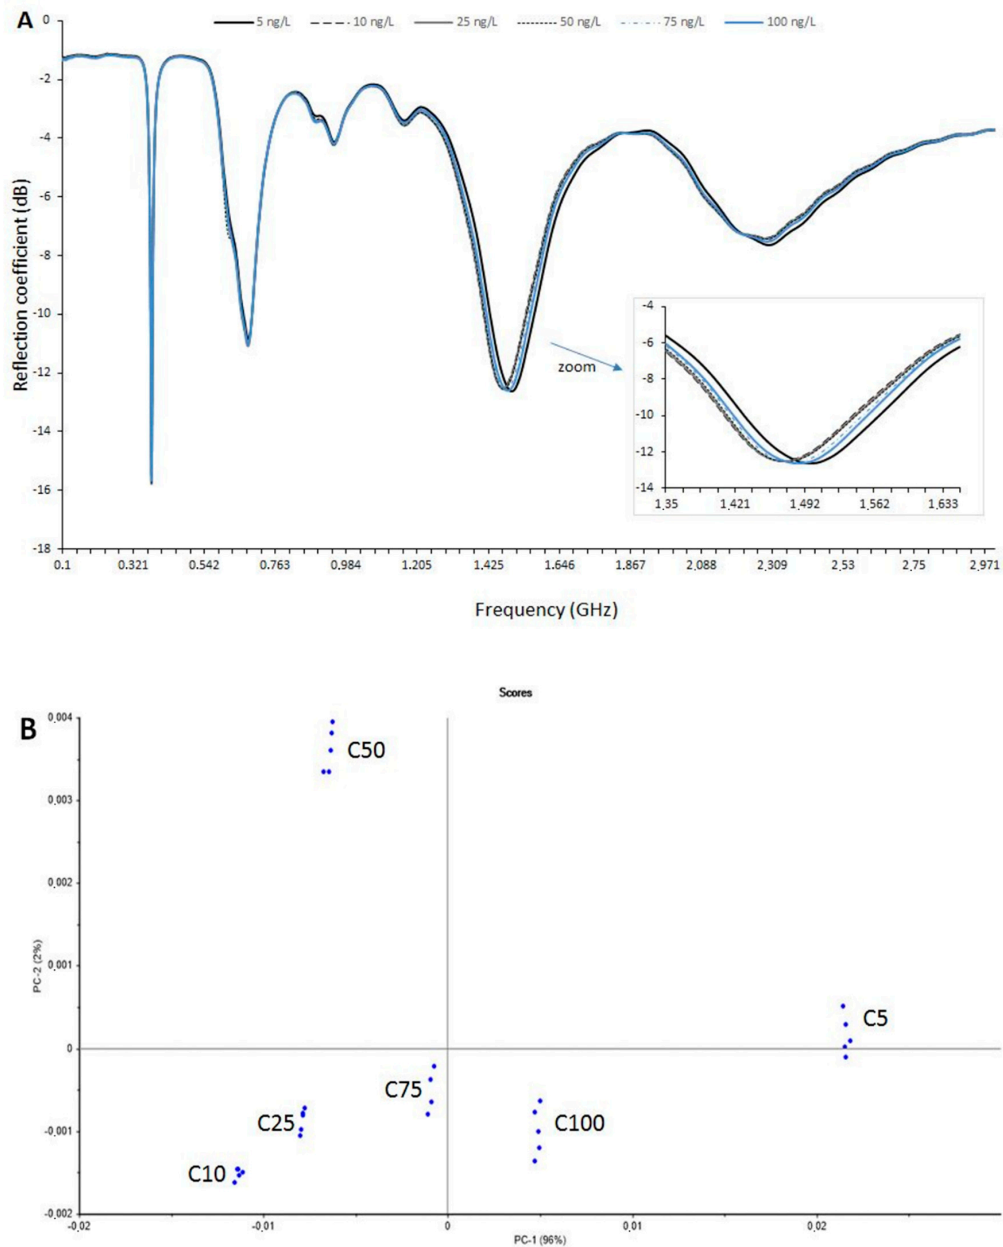 A
5 ng/L 10 ng/L 25 ng/L 50 ng/L 75 ng/L 100 ng/L
0
-2
-4
-6
-8
-10
-12
-14
-16
-18
Reflection coefficient (dB)
0.1 0.321 0.542 0.763 0.984 1.205 1.425 1.646 1.867 2.088 2.309 2.53 2.75 2.971
Frequency (GHz)
zoom
-4
-6
-8
-10
-12
-14
1.35 1.421 1.492 1.562 1.633
Scores
B
0.004
0.003
0.002
0.001
0
-0.001
-0.002
PC-2 (2%)
C50
C5
C75
C25
C100
C10
-0.02 -0.01 0 0.01 0.02
PC-1 (96%)